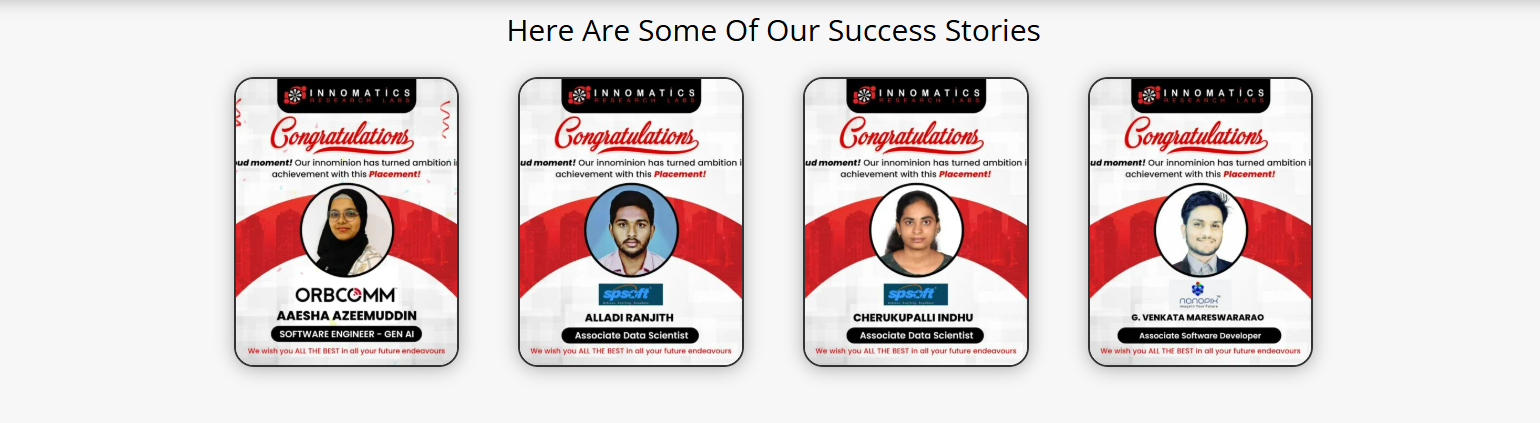 Here Are Some Of Our Success Stories
INNOMATICS
RESEARCH LABS
Congratulations
ud moment! Our innominion has turned ambition i
achievement with this Placement!
ORBCOMM
AAESHA AZEEMUDDIN
SOFTWARE ENGINEER - GEN AI
We wish you ALL THE BEST in all your future endeavours
INNOMATICS
RESEARCH LABS
Congratulations
ud moment! Our innominion has turned ambition i
achievement with this Placement!
spsoft
ALLADI RANJITH
Associate Data Scientist
We wish you ALL THE BEST in all your future endeavours
INNOMATICS
RESEARCH LABS
Congratulations
ud moment! Our innominion has turned ambition i
achievement with this Placement!
spsoft
CHERUKUPALLI INDHU
Associate Data Scientist
We wish you ALL THE BEST in all your future endeavours
INNOMATICS
RESEARCH LABS
Congratulations
ud moment! Our innominion has turned ambition i
achievement with this Placement!
nonopix
G. VENKATA MARESWARARAO
Associate Software Developer
We wish you ALL THE BEST in all your future endeavours